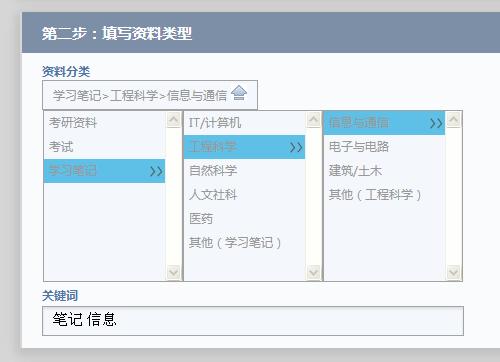 第二步：填写资料类型
资料分类
学习笔记>工程科学>信息与通信
考研资料
考试
学习笔记 >>
IT/计算机
工程科学 >>
自然科学
人文社科
医药
其他（学习笔记）
信息与通信 >>
电子与电路
建筑/土木
其他（工程科学）
关键词
笔记 信息